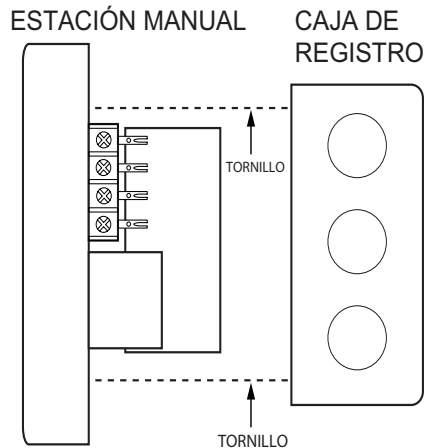 ESTACIÓN MANUAL
CAJA DE
REGISTRO
TORNILLO
TORNILLO